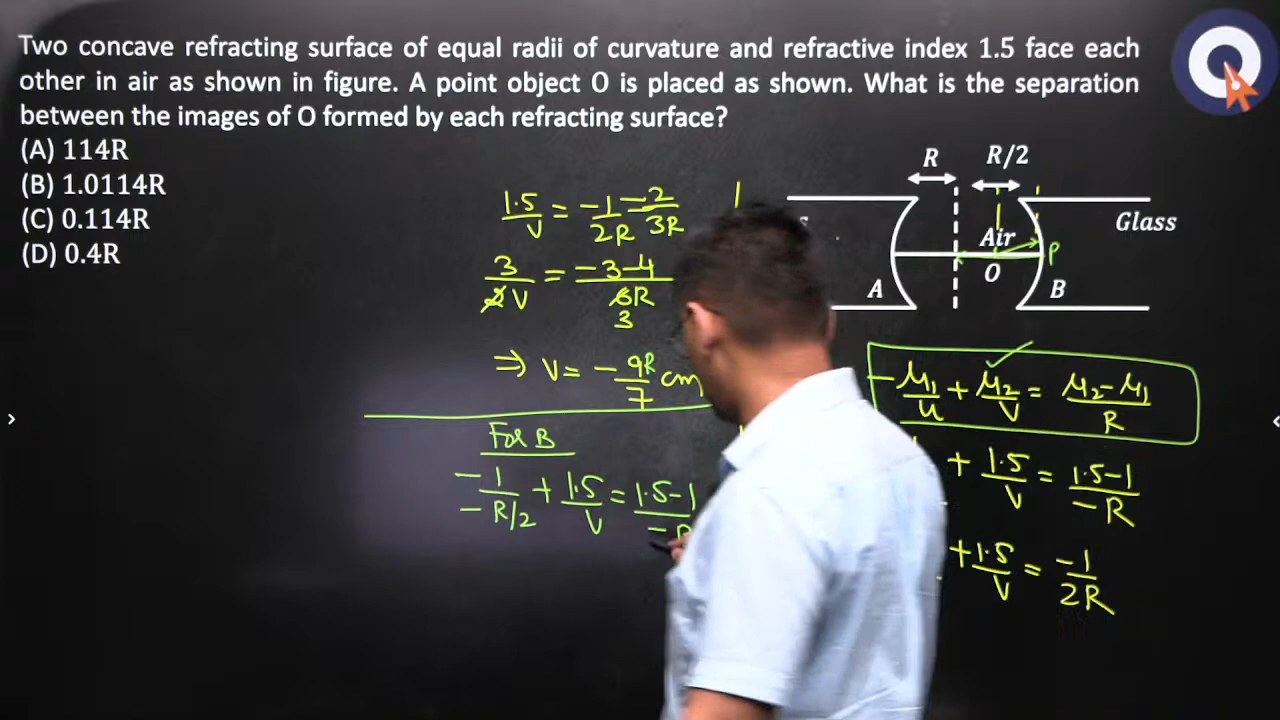 Two concave refracting surface of equal radii of curvature and refractive index 1.5 face each
other in air as shown in figure. A point object O is placed as shown. What is the separation
between the images of O formed by each refracting surface?
(A) 114R
(B) 1.0114R
(C) 0.114R
(D) 0.4R
R R/2
Air
Glass
O
P
A
B
1.5/V = -1/2R - 2/3R
3/2V = -3-4/6R
3
⇒ V = -9R/7 cm
For B
-1/-R/2 + 1.5/V = 1.5-1/-R
-μ₁/u + μ₂/V = μ₂-μ₁/R
+ 1.5/V = 1.5-1/-R
+1.5/V = -1/2R